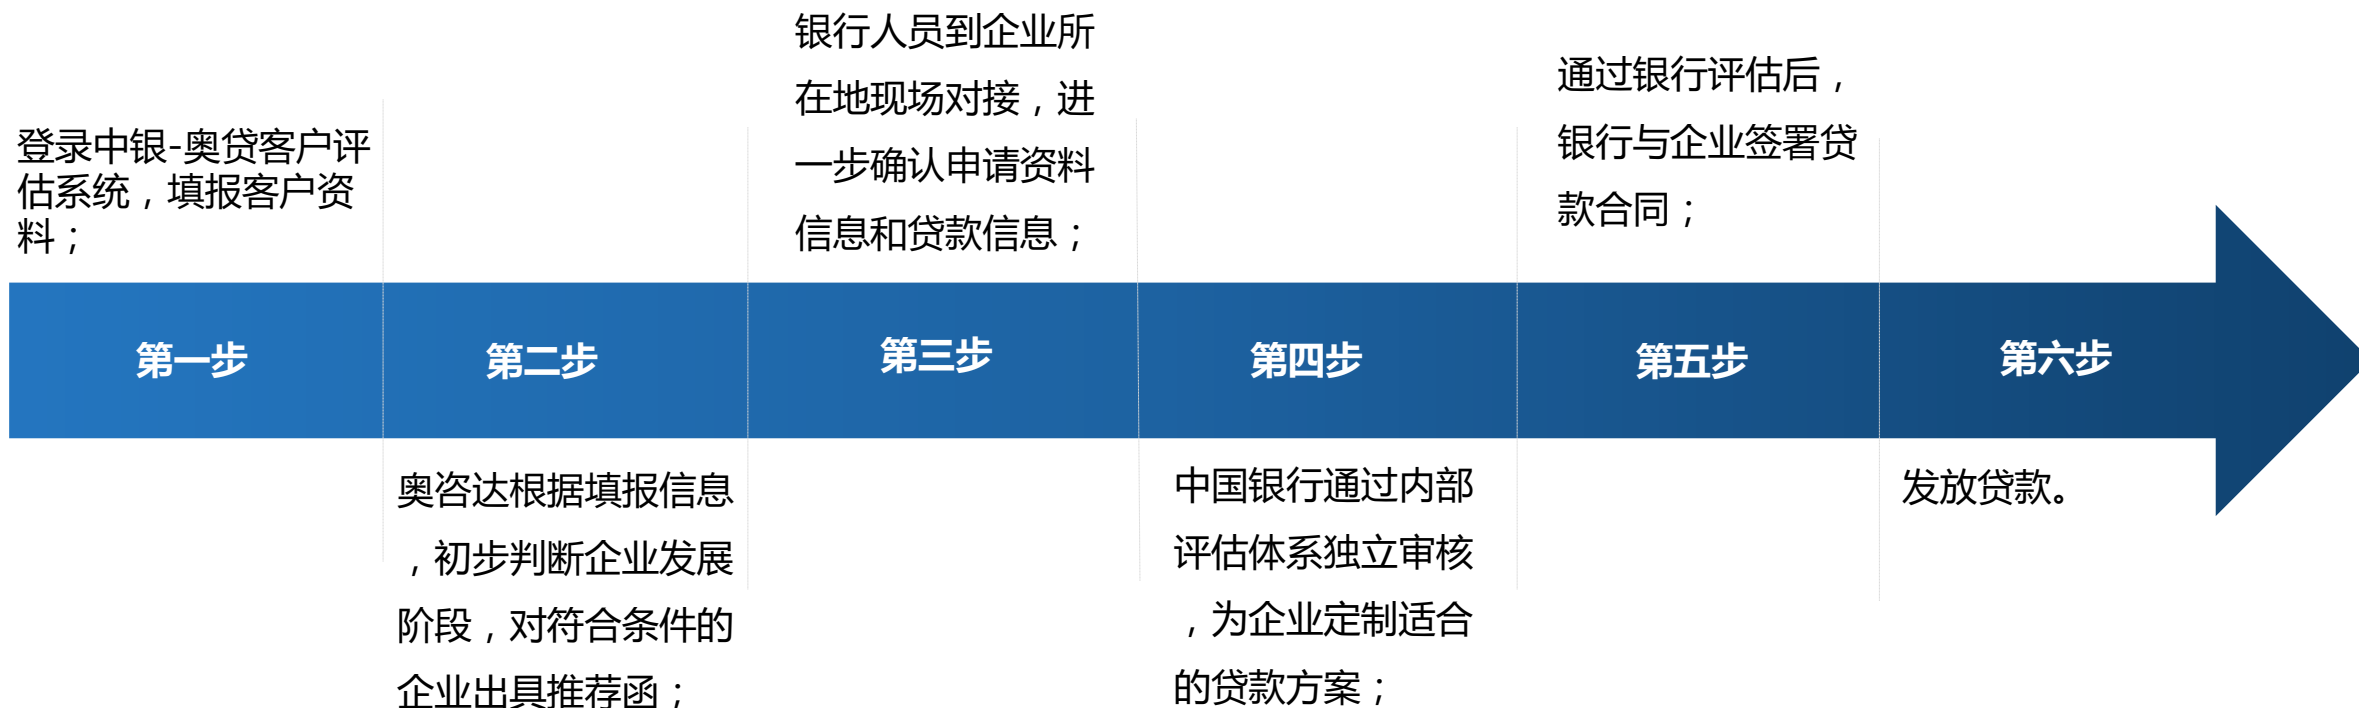 登录中银-奥贷客户评
估系统，填报客户资
料；
第一步
第二步
奥咨达根据填报信息
，初步判断企业发展
阶段，对符合条件的
企业出具推荐函；
银行人员到企业所
在地现场对接，进
一步确认申请资料
信息和贷款信息；
第三步
第四步
中国银行通过内部
评估体系独立审核
，为企业定制适合
的贷款方案；
通过银行评估后，
银行与企业签署贷
款合同；
第五步
第六步
发放贷款。